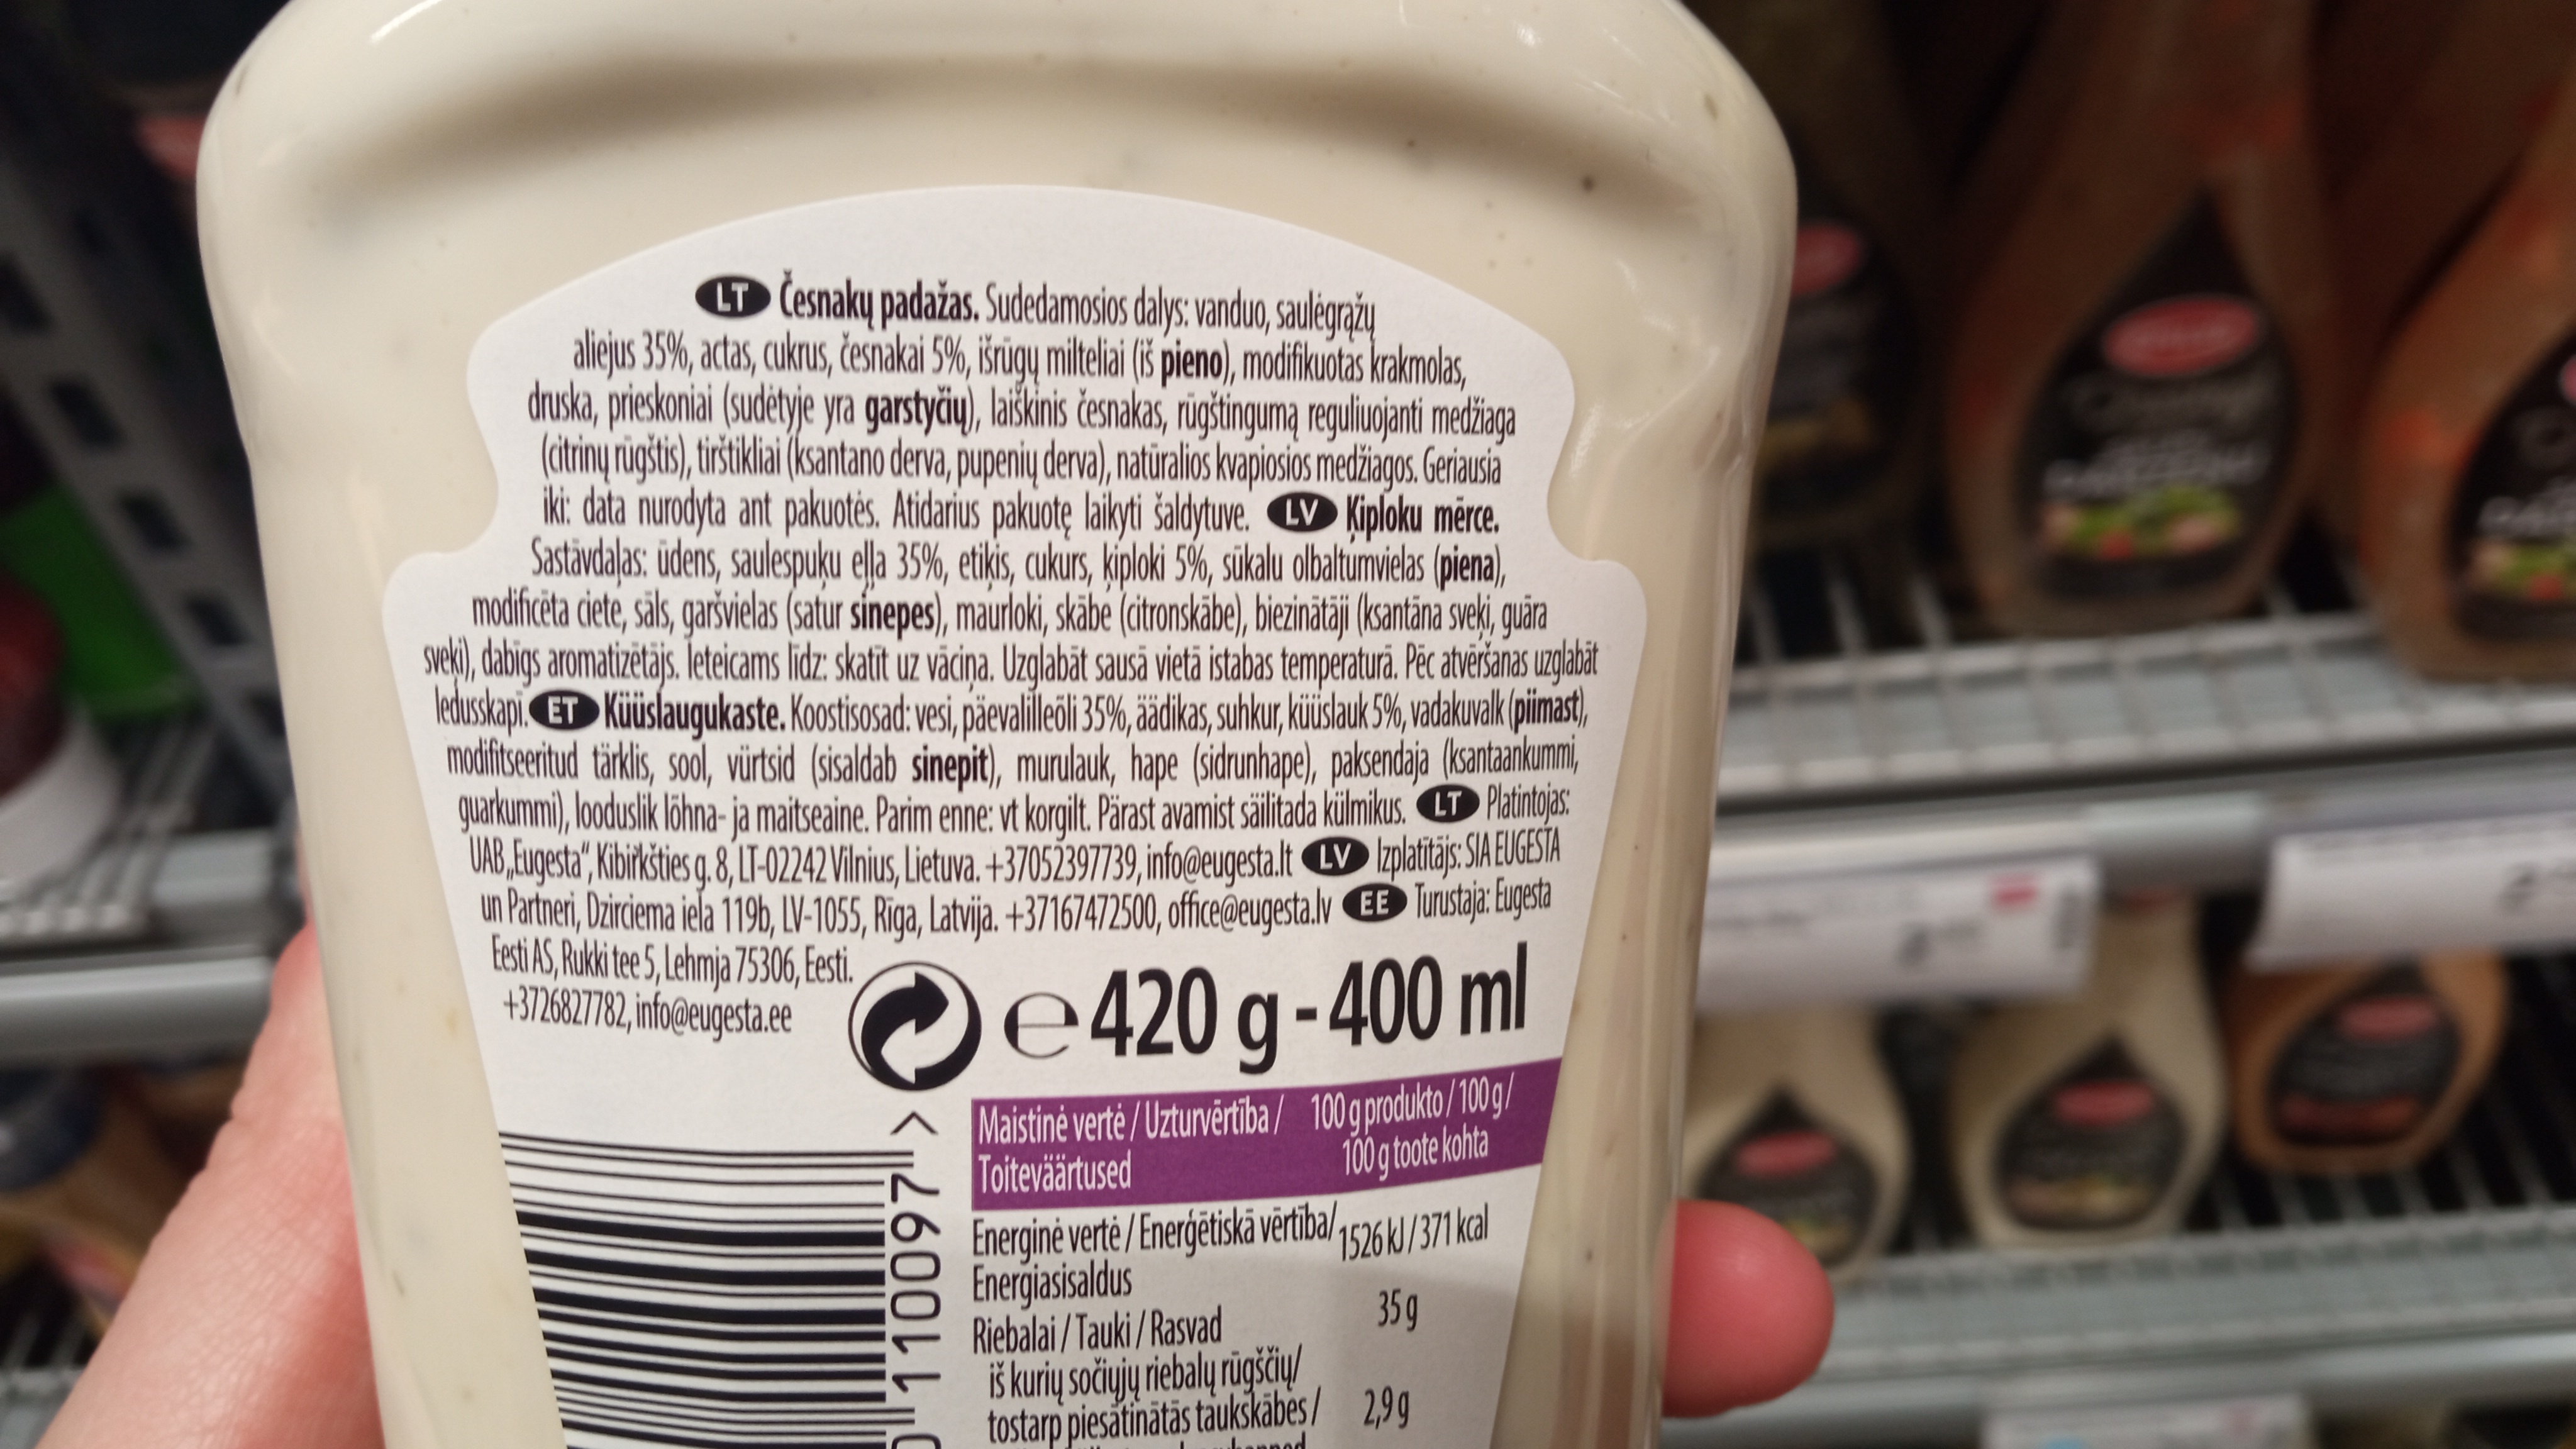 LT Česnakų padažas. Sudedamosios dalys: vanduo, saulėgrąžų
aliejus 35%, actas, cukrus, česnakai 5%, išrūgų milteliai (iš pieno), modifikuotas krakmolas,
druska, prieskoniai (sudėtyje yra garstyčių), laiškinis česnakas, rūgštingumą reguliuojanti medžiaga
(citrinų rūgštis), tirštikliai (ksantano derva, pupenių derva), natūralios kvapiosios medžiagos. Geriausia
iki: data nurodyta ant pakuotės. Atidarius pakuotę laikyti šaldytuve. LV Ķiploku mērce.
Sastāvdaļas: ūdens, saulespuķu eļļa 35%, etiķis, cukurs, ķiploki 5%, sūkalu olbaltumvielas (piena),
modificēta ciete, sāls, garšvielas (satur sinepes), maurloki, skābe (citronskābe), biezinātāji (ksantāna sveķi, guāra
sveķi), dabīgs aromatizētājs. Ieteicams līdz: skatīt uz vāciņa. Uzglabāt sausā vietā istabas temperatūrā. Pēc atvēršanas uzglabāt
ledusskapī. ET Küüslaugukaste. Koostisosad: vesi, päevalilleõli 35%, äädikas, suhkur, küüslauk 5%, vadakuvalk (piimast),
modifitseeritud tärklis, sool, vürtsid (sisaldab sinepit), murulauk, hape (sidrunhape), paksendaja (ksantaankummi,
guarkummi), looduslik lõhna- ja maitseaine. Parim enne: vt korgilt. Pärast avamist säilitada külmikus. LT Platintojas:
UAB „Eugesta“, Kibirkšties g. 8, LT-02242 Vilnius, Lietuva. +37052397739, info@eugesta.lt LV Izplatītājs: SIA EUGESTA
un Partneri, Dzirciema iela 119b, LV-1055, Rīga, Latvija. +37167472500, office@eugesta.lv EE Turustaja: Eugesta
Eesti AS, Rukki tee 5, Lehmja 75306, Eesti.
+3726827782, info@eugesta.ee
e 420 g - 400 ml
Maistinė vertė / Uzturvērtība / 100 g produkto / 100 g /
Toiteväärtused 100 g toote kohta
Energinė vertė / Enerģētiskā vērtība/ 1526 kJ / 371 kcal
Energiasisaldus
Riebalai / Tauki / Rasvad 35 g
iš kurių sočiųjų riebalų rūgščių/
tostarp piesātinātās taukskābes / 2,9 g
110097 >